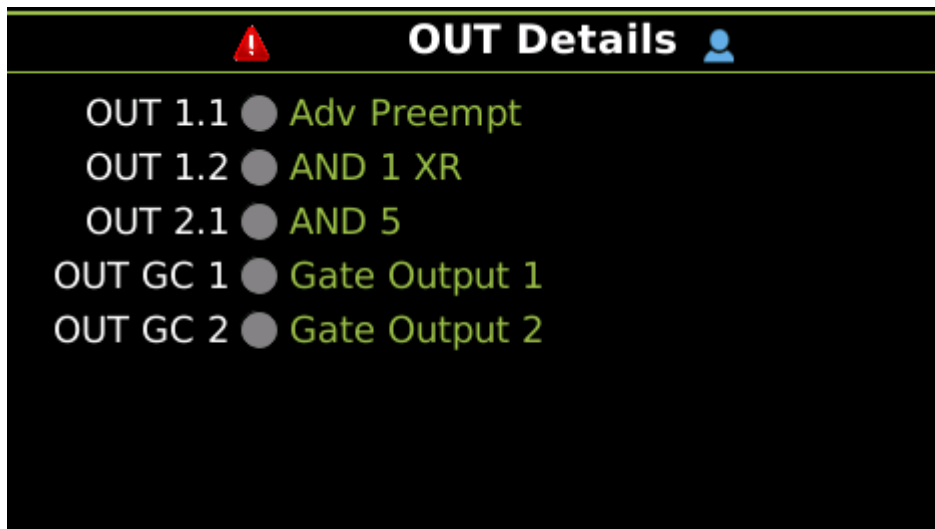 OUT Details
OUT 1.1 Adv Preempt
OUT 1.2 AND 1 XR
OUT 2.1 AND 5
OUT GC 1 Gate Output 1
OUT GC 2 Gate Output 2